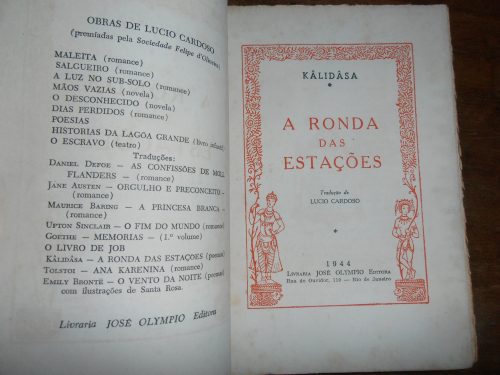 OBRAS DE LUCIO CARDOSO
(premiadas pela Sociedade Felipe d'Oliveira)
MALEITA (romance)
SALGUEIRO (romance)
A LUZ NO SUB-SOLO (romance)
MÃOS VAZIAS (novela)
O DESCONHECIDO (novela)
DIAS PERDIDOS (romance)
POESIAS
HISTORIAS DA LAGOA GRANDE (livro infantil)
O ESCRAVO (teatro)
Traduções:
DANIEL DEFOE — AS CONFISSÕES DE MOLL
FLANDERS — (romance)
JANE AUSTEN — ORGULHO E PRECONCEITO —
(romance)
MAURICE BARING — A PRINCESA BRANCA —
(romance)
UPTON SINCLAIR — O FIM DO MUNDO (romance)
GOETHE — MEMORIAS — (1.º volume)
O LIVRO DE JOB
KÂLIDÂSA — A RONDA DAS ESTAÇÕES
TOLSTOI — ANA KARENINA (romance)
EMILY BRONTË — O VENTO DA NOITE
com ilustrações de Santa Rosa.
Livraria JOSÉ OLYMPIO Editora
KÂLIDÂSA
A RONDA
DAS
ESTAÇÕES
Tradução de
LUCIO CARDOSO
1944
LIVRARIA JOSÉ OLYMPIO EDITORA
Rua do Ouvidor, 110 — Rio de Janeiro